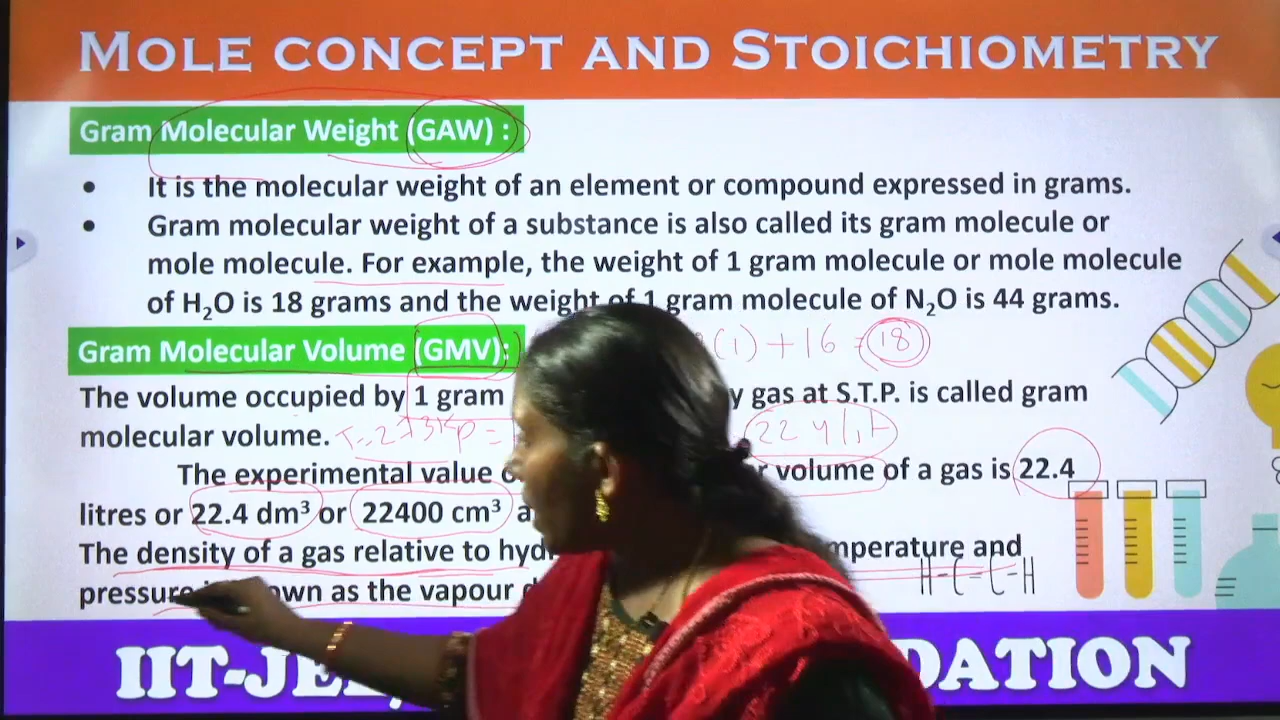 MOLE CONCEPT AND STOICHIOMETRY
Gram Molecular Weight (GAW) :
• It is the molecular weight of an element or compound expressed in grams.
• Gram molecular weight of a substance is also called its gram molecule or
mole molecule. For example, the weight of 1 gram molecule or mole molecule
of H₂O is 18 grams and the weight of 1 gram molecule of N₂O is 44 grams.
Gram Molecular Volume (GMV):
(1) + 16 = 18
The volume occupied by 1 gram y gas at S.T.P. is called gram
molecular volume.
The experimental value volume of a gas is 22.4
litres or 22.4 dm³ or 22400 cm³
The density of a gas relative to and
H-C=C-H
pressure as the vapour
IIT-JEE DATION